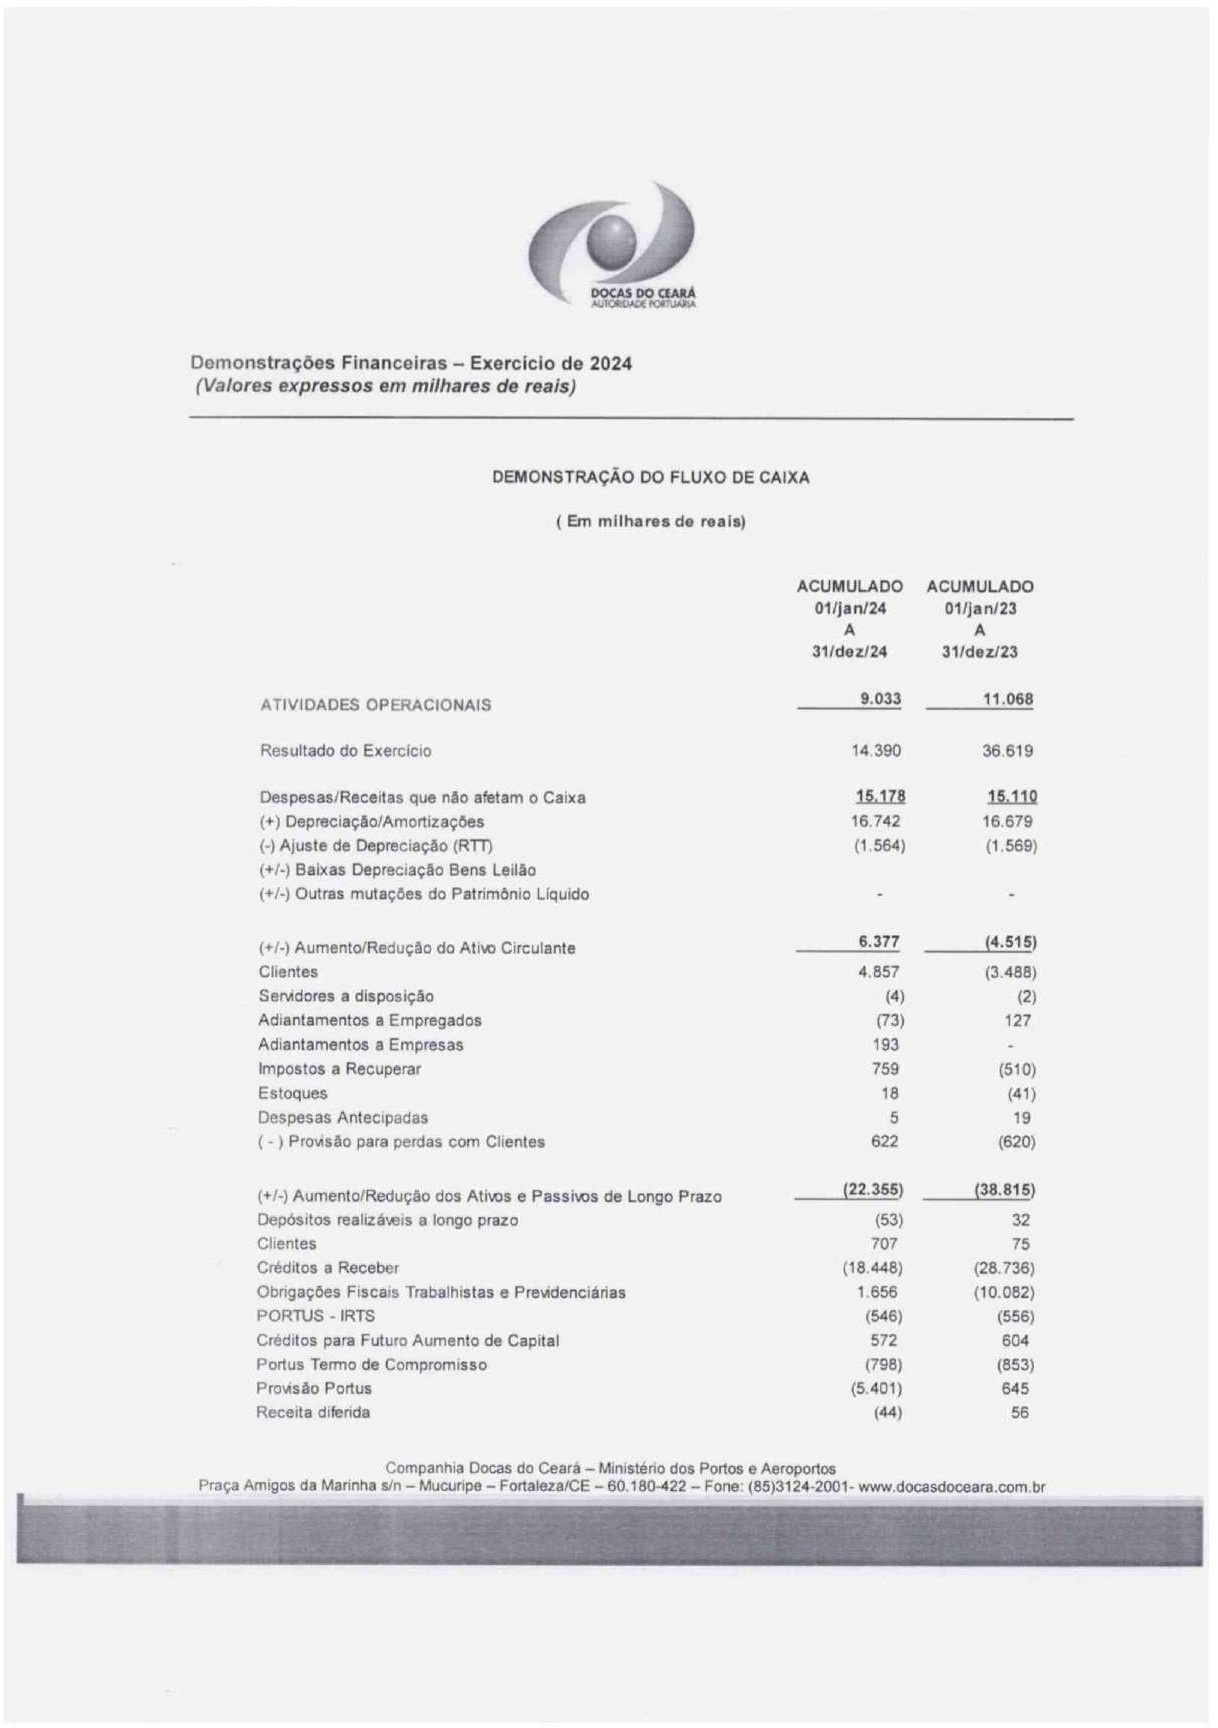 DOCAS DO CEARÁ
AUTORIDADE PORTUÁRIA
Demonstrações Financeiras – Exercício de 2024
(Valores expressos em milhares de reais)
DEMONSTRAÇÃO DO FLUXO DE CAIXA
( Em milhares de reais)
ACUMULADO ACUMULADO
01/jan/24 01/jan/23
A A
31/dez/24 31/dez/23
ATIVIDADES OPERACIONAIS 9.033 11.068
Resultado do Exercício 14.390 36.619
Despesas/Receitas que não afetam o Caixa 15.178 15.110
(+) Depreciação/Amortizações 16.742 16.679
(-) Ajuste de Depreciação (RTT) (1.564) (1.569)
(+/-) Baixas Depreciação Bens Leilão
(+/-) Outras mutações do Patrimônio Líquido - -
(+/-) Aumento/Redução do Ativo Circulante 6.377 (4.515)
Clientes 4.857 (3.488)
Servidores a disposição (4) (2)
Adiantamentos a Empregados (73) 127
Adiantamentos a Empresas 193 -
Impostos a Recuperar 759 (510)
Estoques 18 (41)
Despesas Antecipadas 5 19
( - ) Provisão para perdas com Clientes 622 (620)
(+/-) Aumento/Redução dos Ativos e Passivos de Longo Prazo (22.355) (38.815)
Depósitos realizáveis a longo prazo (53) 32
Clientes 707 75
Créditos a Receber (18.448) (28.736)
Obrigações Fiscais Trabalhistas e Previdenciárias 1.656 (10.082)
PORTUS - IRTS (546) (556)
Créditos para Futuro Aumento de Capital 572 604
Portus Termo de Compromisso (798) (853)
Provisão Portus (5.401) 645
Receita diferida (44) 56
Companhia Docas do Ceará – Ministério dos Portos e Aeroportos
Praça Amigos da Marinha s/n – Mucuripe – Fortaleza/CE – 60.180-422 – Fone: (85)3124-2001- www.docasdoceara.com.br